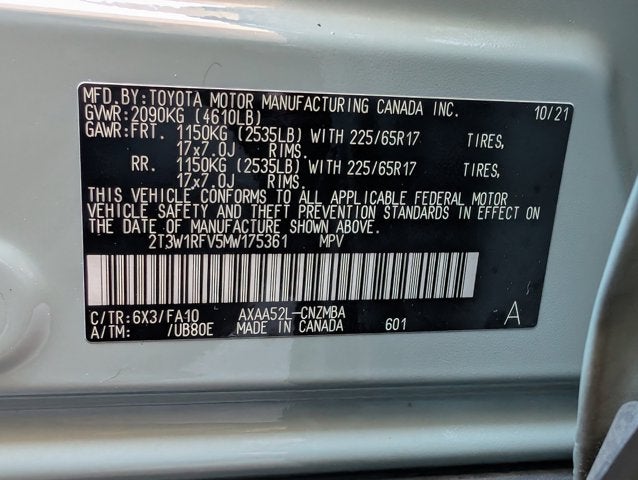 MFD.BY:TOYOTA MOTOR MANUFACTURING CANADA INC. 10/21
GVWR:2090KG (4610LB)
GAWR:FRT. 1150KG (2535LB) WITH 225/65R17 TIRES,
17x7.0J RIMS.
RR. 1150KG (2535LB) WITH 225/65R17 TIRES,
17x7.0J RIMS.
THIS VEHICLE CONFORMS TO ALL APPLICABLE FEDERAL MOTOR
VEHICLE SAFETY AND THEFT PREVENTION STANDARDS IN EFFECT ON
THE DATE OF MANUFACTURE SHOWN ABOVE.
2T3W1RFV5MW175361 MPV
C/TR:6X3/FA10 AXAA52L-CNZMBA
A/TM: /UB80E MADE IN CANADA 601 A